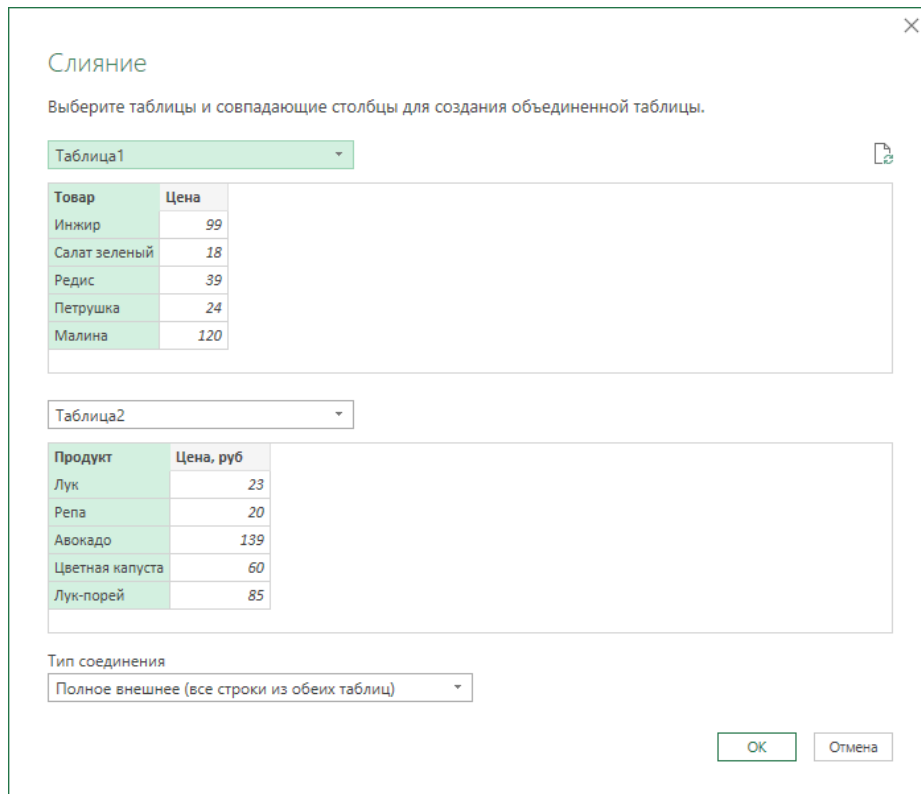 Слияние
Выберите таблицы и совпадающие столбцы для создания объединенной таблицы.
Таблица1
Товар Цена
Инжир 99
Салат зеленый 18
Редис 39
Петрушка 24
Малина 120
Таблица2
Продукт Цена, руб
Лук 23
Репа 20
Авокадо 139
Цветная капуста 60
Лук-порей 85
Тип соединения
Полное внешнее (все строки из обеих таблиц)
ОК Отмена